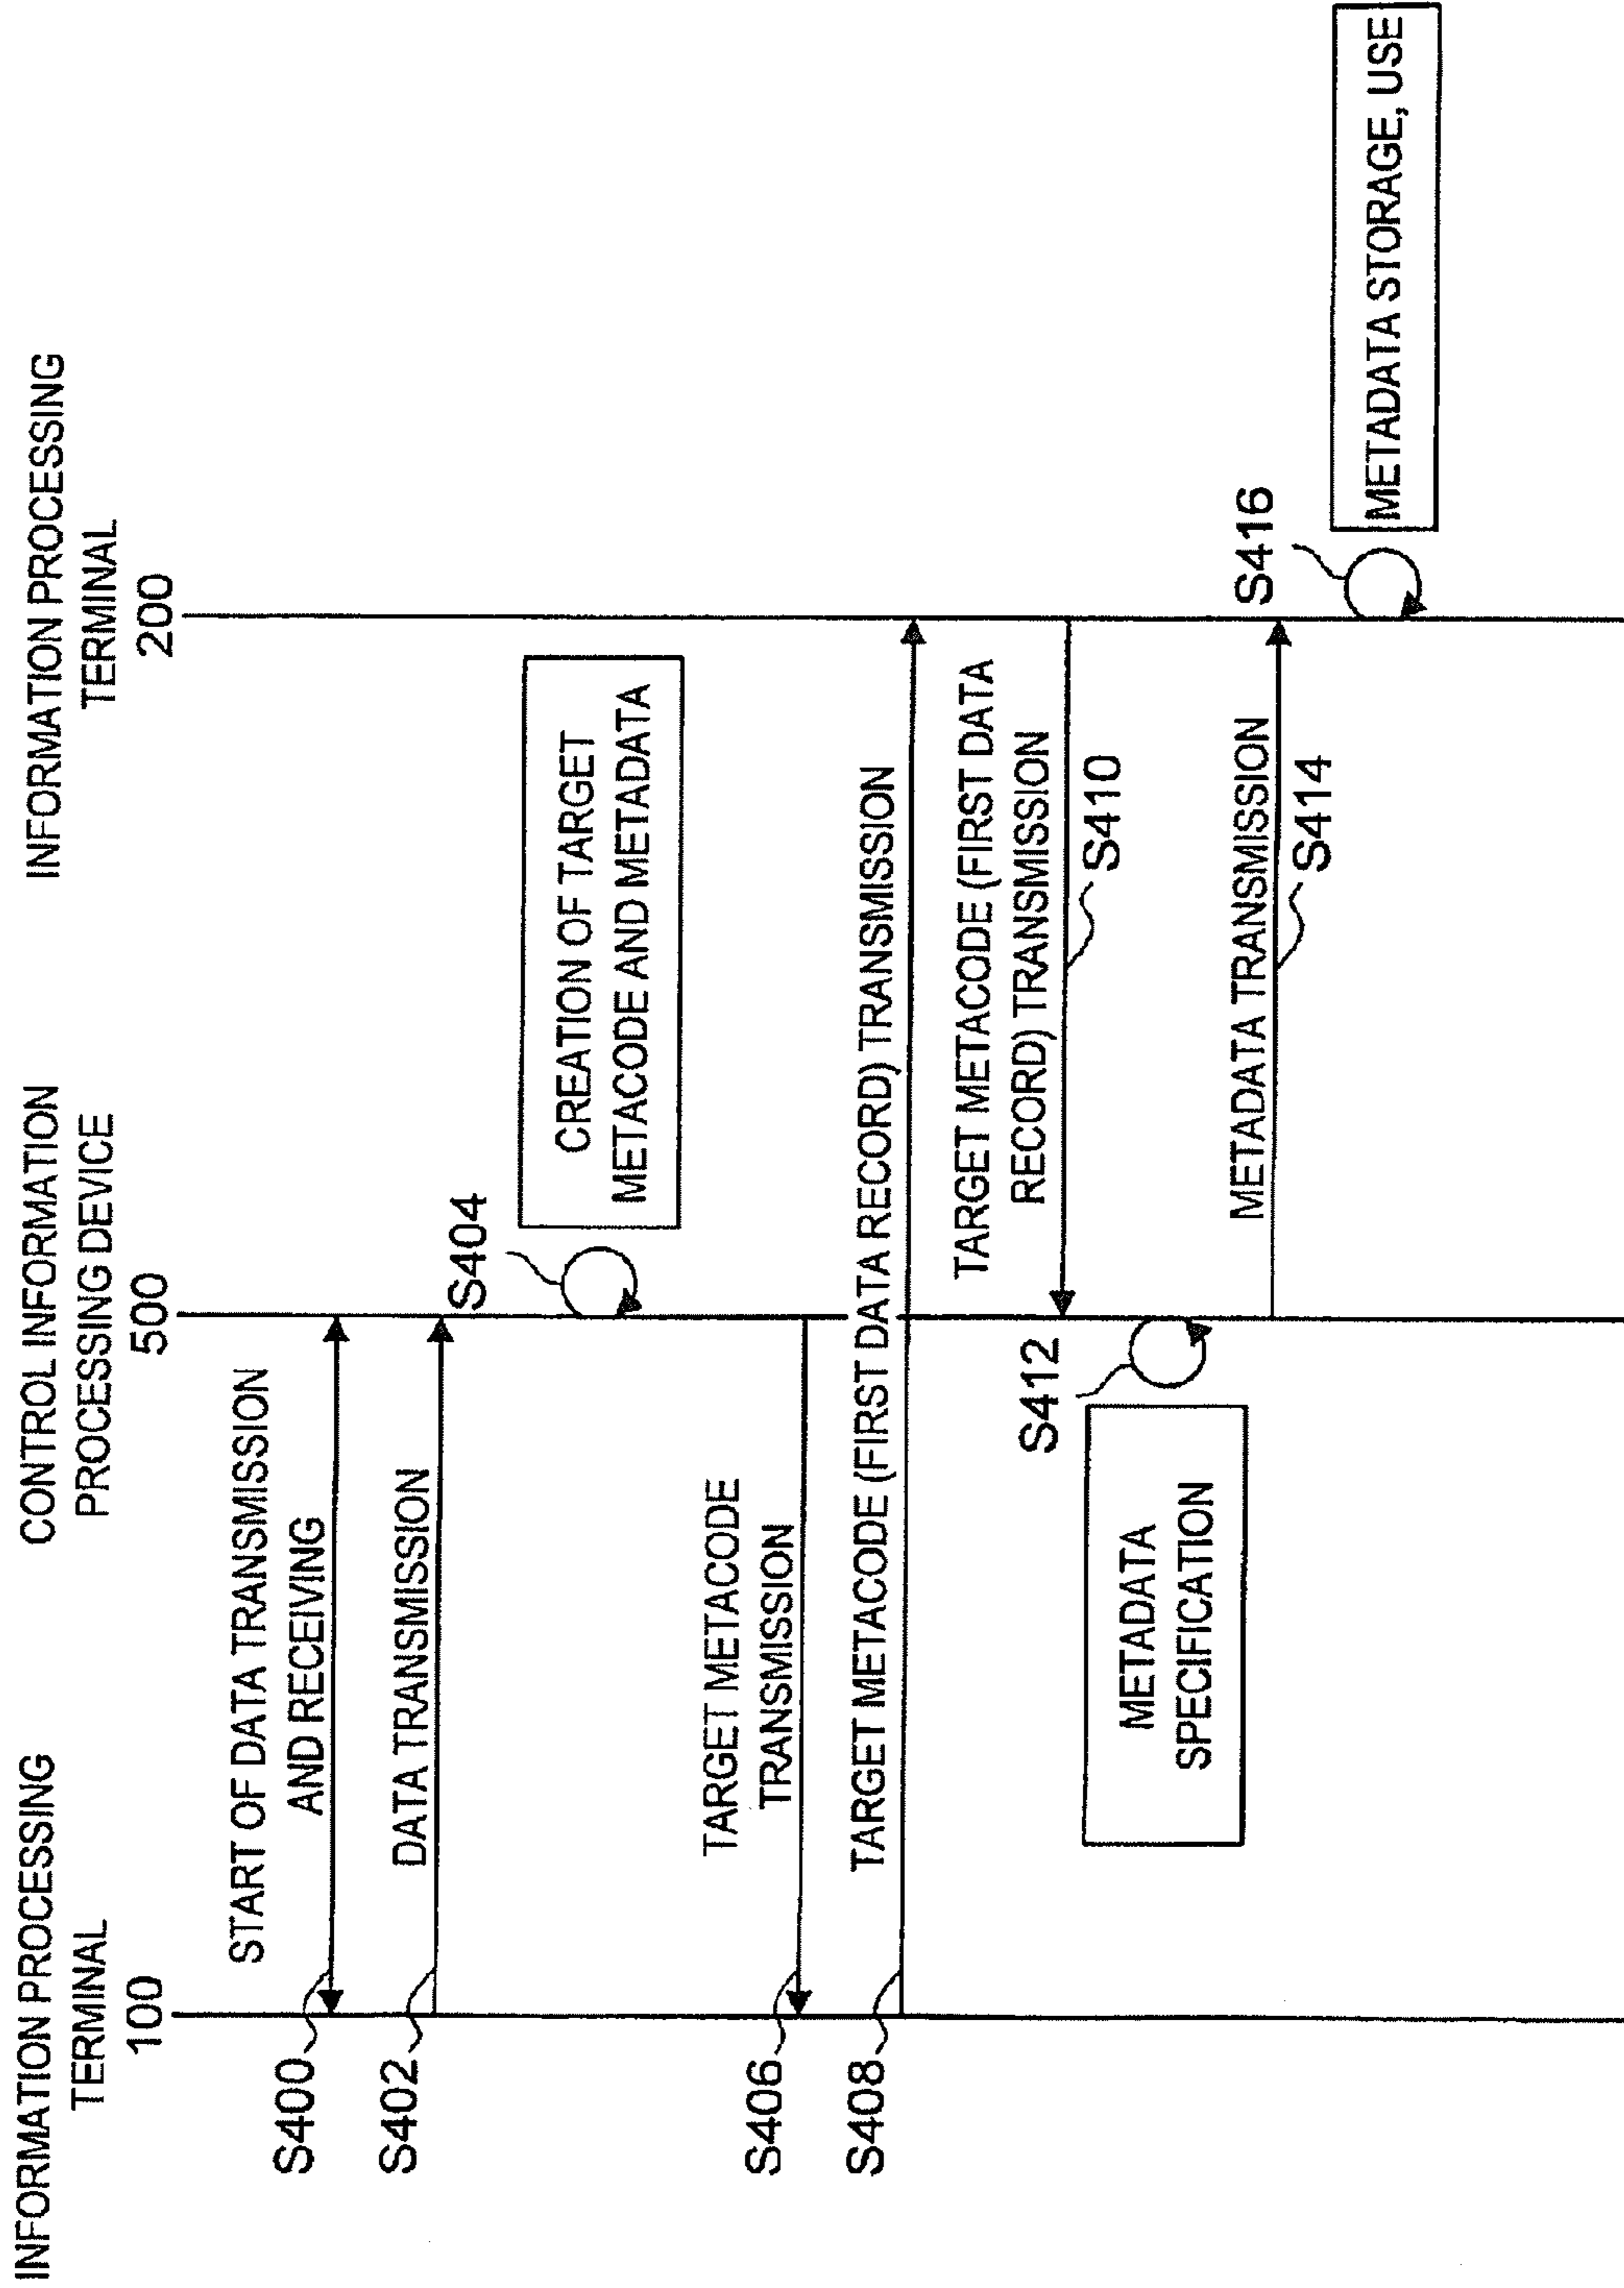 INFORMATION PROCESSING
TERMINAL
100
CONTROL INFORMATION
PROCESSING DEVICE
500
INFORMATION PROCESSING
TERMINAL
200
S400
START OF DATA TRANSMISSION
AND RECEIVING
S402
DATA TRANSMISSION
S404
CREATION OF TARGET
METACODE AND METADATA
S406
TARGET METACODE
TRANSMISSION
S408
TARGET METACODE (FIRST DATA RECORD) TRANSMISSION
TARGET METACODE (FIRST DATA
RECORD) TRANSMISSION
S410
S412
METADATA
SPECIFICATION
METADATA TRANSMISSION
S414
S416
METADATA STORAGE, USE